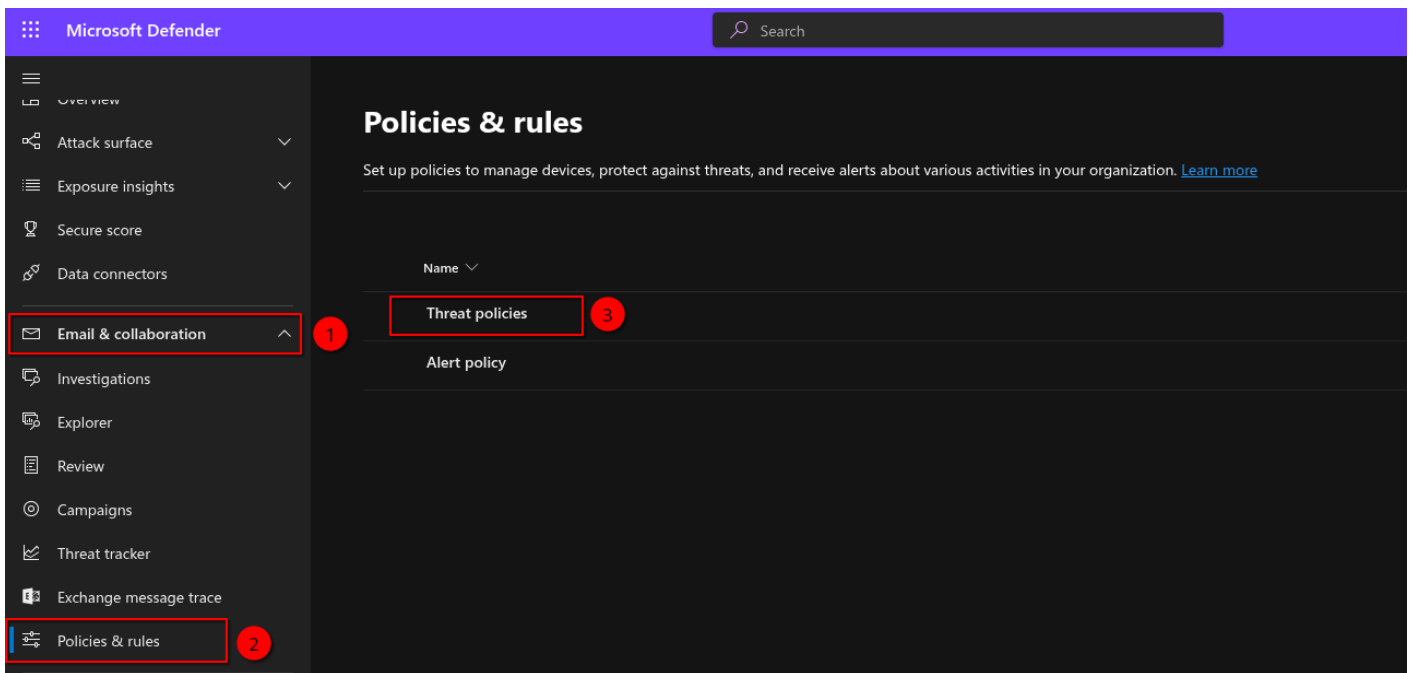 Microsoft Defender
Search
Overview
Attack surface
Exposure insights
Secure score
Data connectors
Email & collaboration
1
Investigations
Explorer
Review
Campaigns
Threat tracker
Exchange message trace
Policies & rules
2
Policies & rules
Set up policies to manage devices, protect against threats, and receive alerts about various activities in your organization. Learn more
Name
Threat policies
3
Alert policy